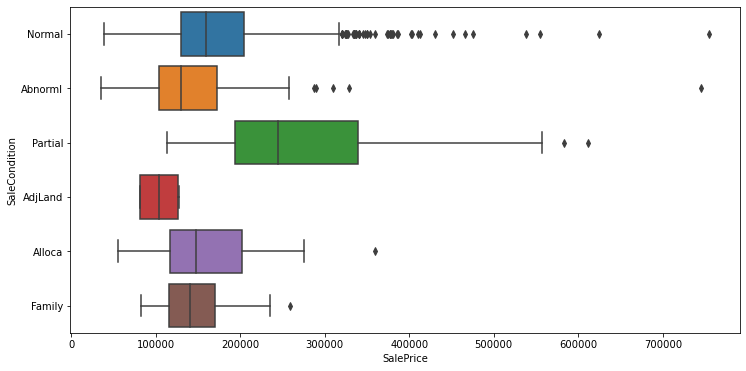 Normal
Abnorml
Partial
AdjLand
Alloca
Family
SaleCondition
0 100000 200000 300000 400000 500000 600000 700000
SalePrice